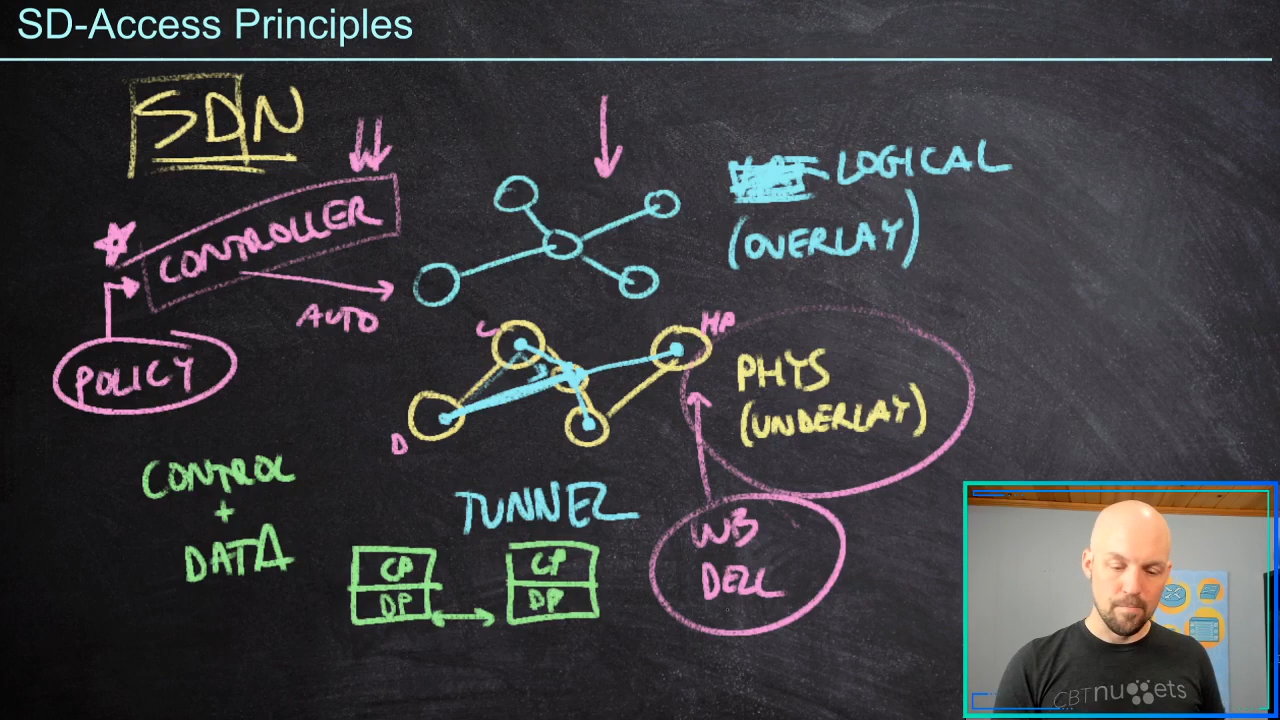 SD-Access Principles
SDN
CONTROLLER
AUTO
POLICY
LOGICAL
(OVERLAY)
C
HP
D
PHYS
(UNDERLAY)
CONTROL
+
DATA
TUNNEL
CP
DP
CP
DP
WB
DELL
CBTnuggets